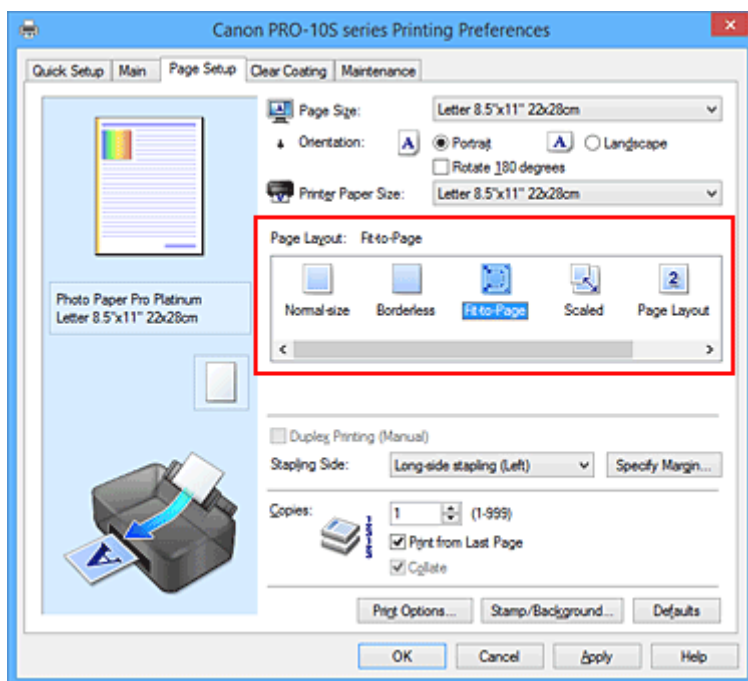 Canon PRO-10S series Printing Preferences
Quick Setup Main Page Setup Clear Coating Maintenance
Page Size: Letter 8.5"x11" 22x28cm
Orientation: A Portrait A Landscape
Rotate 180 degrees
Printer Paper Size: Letter 8.5"x11" 22x28cm
Page Layout: Fit-to-Page
2
Normal-size Borderless Fit-to-Page Scaled Page Layout
Photo Paper Pro Platinum
Letter 8.5"x11" 22x28cm
Duplex Printing (Manual)
Stapling Side: Long-side stapling (Left) Specify Margin...
Copies: 1 (1-999)
Print from Last Page
Collate
A
Print Options... Stamp/Background... Defaults
OK Cancel Apply Help